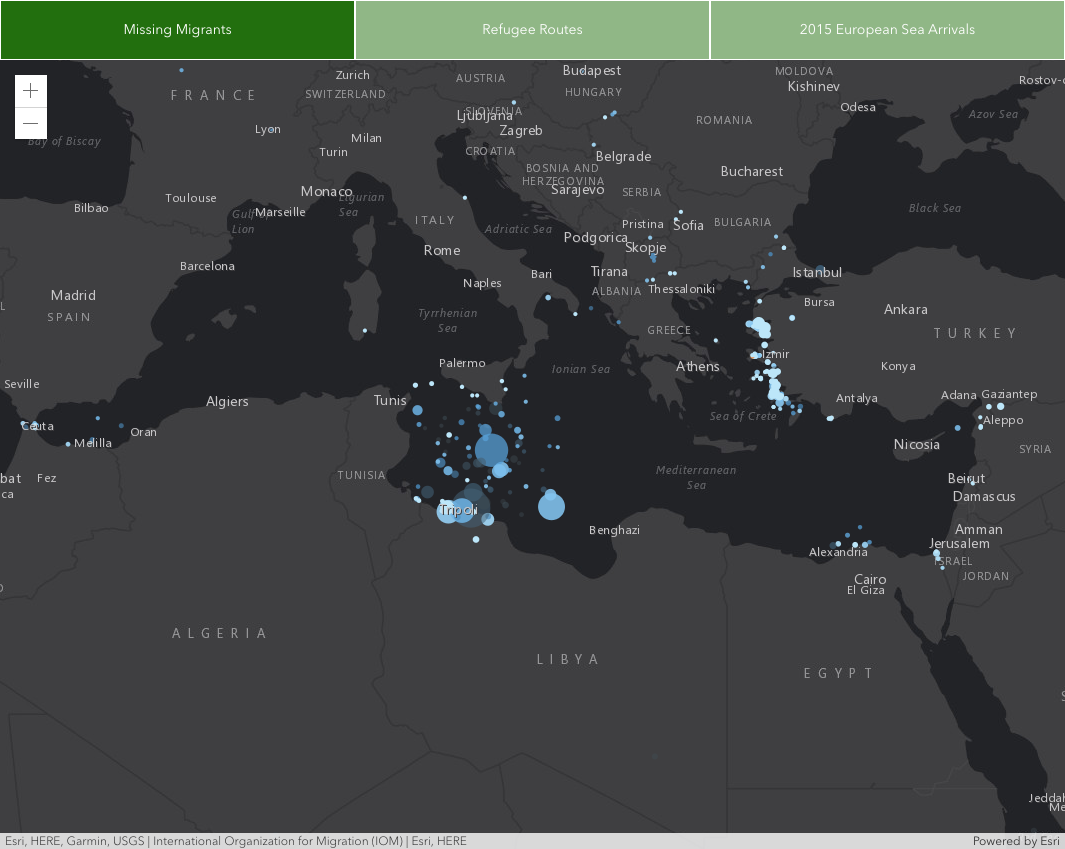 Missing Migrants
Refugee Routes
2015 European Sea Arrivals
+
−
Zurich
AUSTRIA
Budapest
MOLDOVA
Kishinev
Rostov-
FRANCE
SWITZERLAND
HUNGARY
Odesa
Azov Sea
SLOVENIA
Ljubljana
Zagreb
ROMANIA
Lyon
Milan
Turin
Bay of Biscay
CROATIA
Belgrade
BOSNIA AND
HERZEGOVINA
Sarajevo
Bucharest
Monaco
Ligurian
Sea
Toulouse
Marseille
Gulf
Lion
Bilbao
ITALY
SERBIA
Black Sea
Adriatic Sea
Podgorica
Pristina
Sofia
BULGARIA
Skopje
Rome
Barcelona
Naples
Bari
Tirana
ALBANIA
Thessaloniki
Istanbul
Bursa
Madrid
SPAIN
L
Tyrrhenian
Sea
Ankara
TURKEY
GREECE
Izmir
Palermo
Ionian Sea
Athens
Konya
Seville
Algiers
Tunis
Antalya
Adana
Gaziantep
Sea of Crete
Aleppo
Ceuta
Oran
Melilla
Nicosia
SYRIA
bat
ca
Fez
TUNISIA
Mediterranean
Sea
Beirut
Damascus
Tripoli
Benghazi
Amman
Jerusalem
Alexandria
ISRAEL
JORDAN
Cairo
El Giza
ALGERIA
LIBYA
EGYPT
Jeddah
Me
Esri, HERE, Garmin, USGS | International Organization for Migration (IOM) | Esri, HERE
Powered by Esri